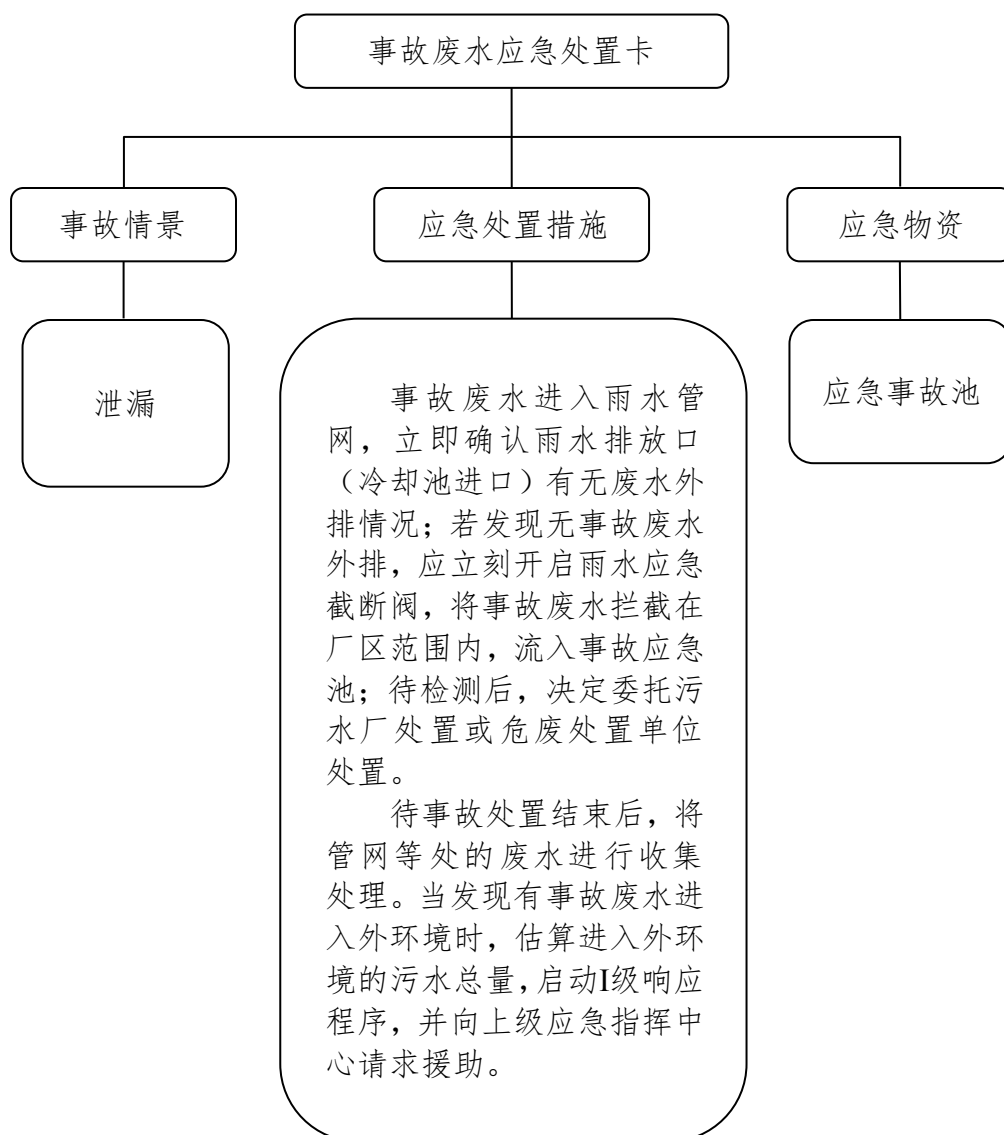 事故废水应急处置卡
事故情景
应急处置措施
应急物资
泄漏
事故废水进入雨水管
网，立即确认雨水排放口
（冷却池进口）有无废水外
排情况；若发现无事故废水
外排，应立刻开启雨水应急
截断阀，将事故废水拦截在
厂区范围内，流入事故应急
池；待检测后，决定委托污
水厂处置或危废处置单位
处置。
待事故处置结束后，将
管网等处的废水进行收集
处理。当发现有事故废水进
入外环境时，估算进入外环
境的污水总量，启动I级响应
程序，并向上级应急指挥中
心请求援助。
应急事故池